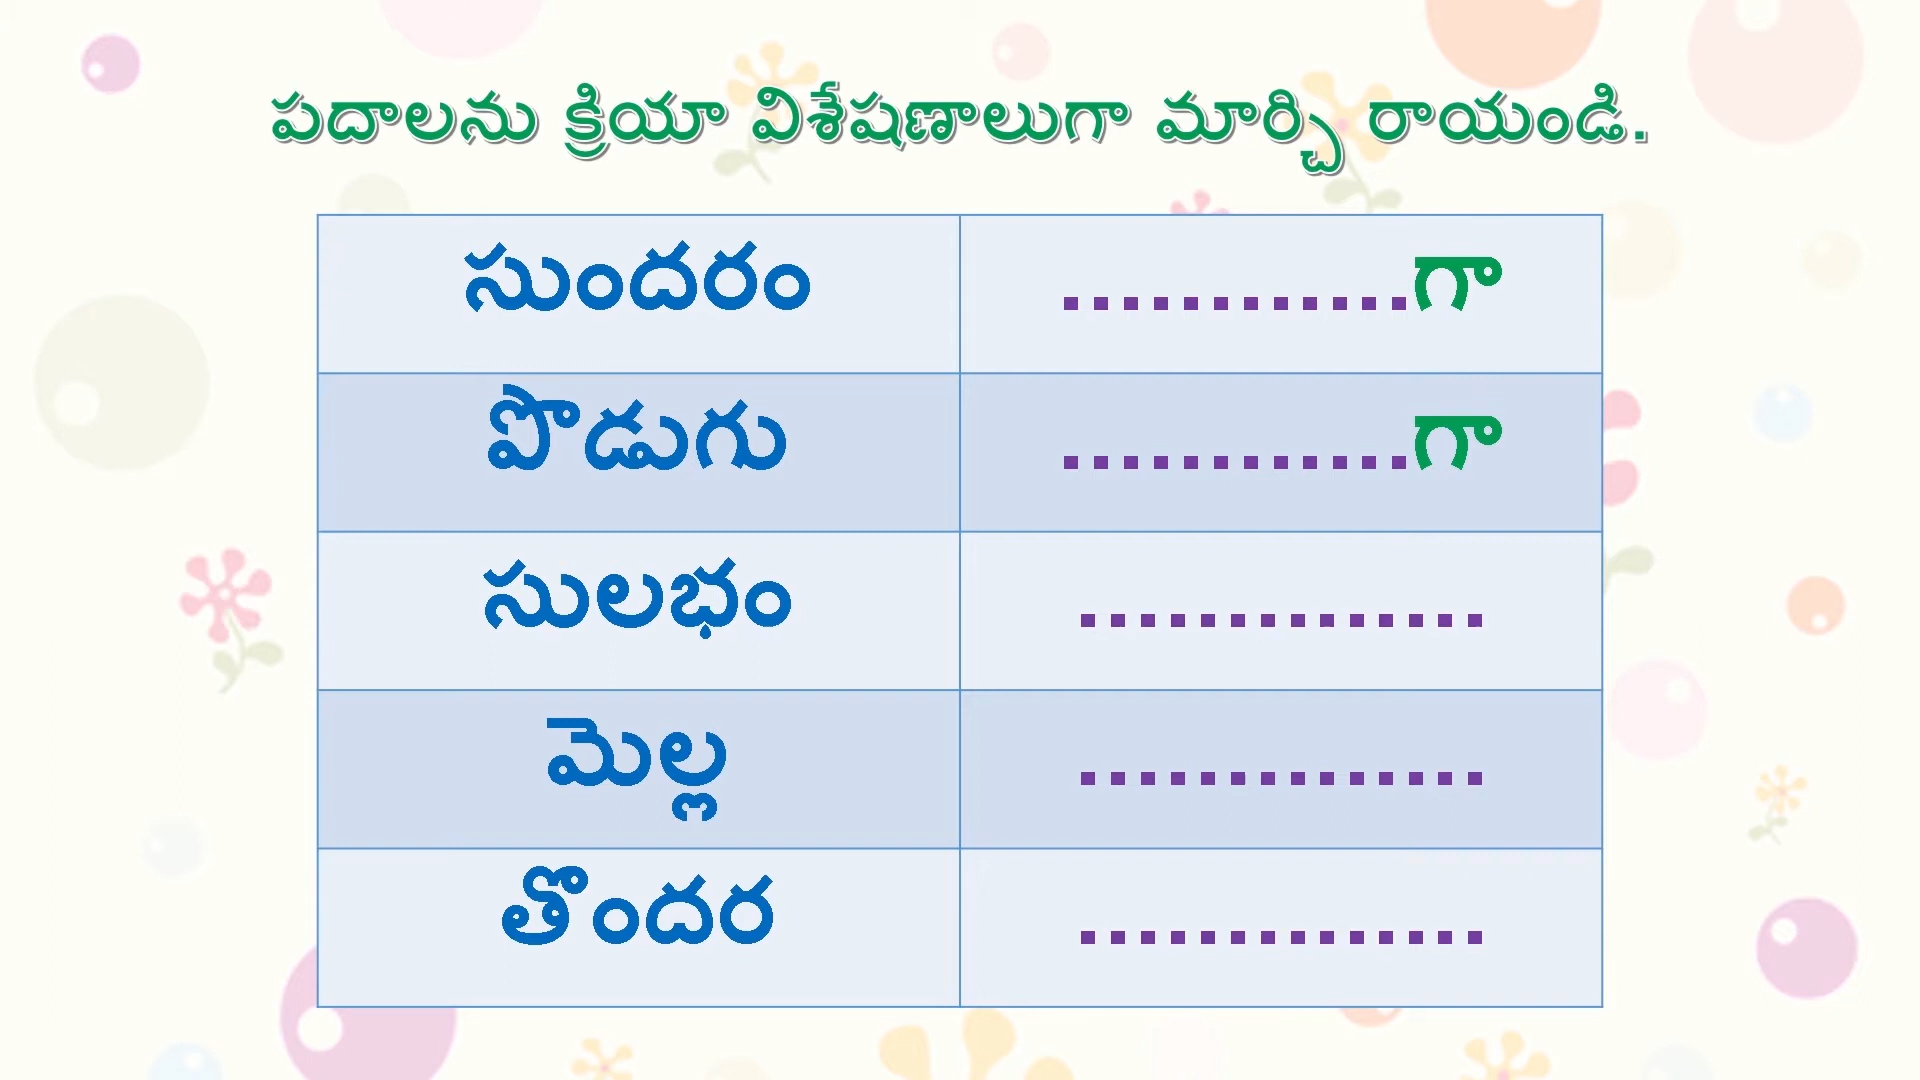 పదాలను క్రియా విశేషణాలుగా మార్చి రాయండి.
సుందరం ............గా
పొడుగు ............గా
సులభం ..............
మెల్ల ..............
తొందర ..............